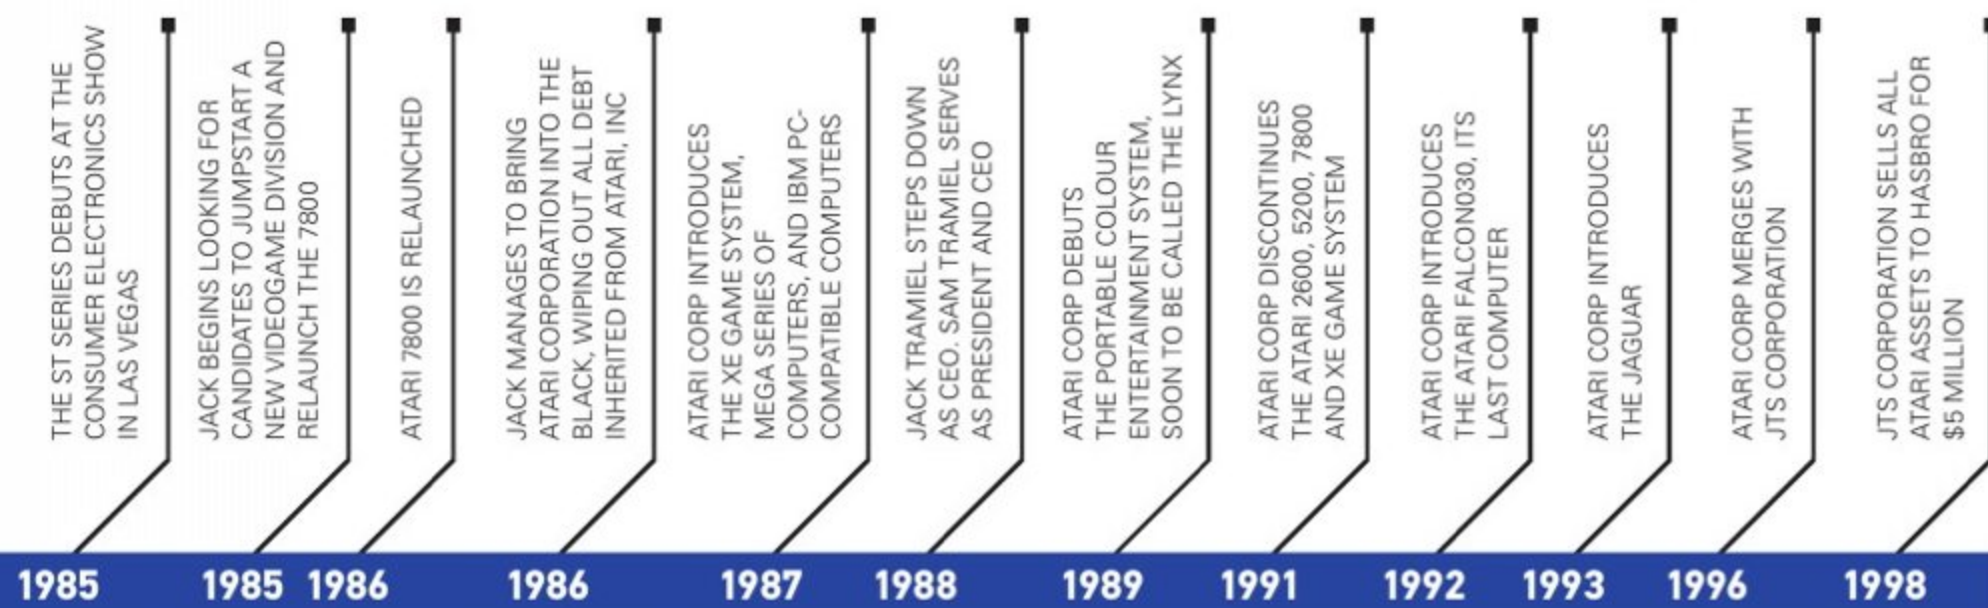 THE ST SERIES DEBUTS AT THE
CONSUMER ELECTRONICS SHOW
IN LAS VEGAS
1985
JACK BEGINS LOOKING FOR
CANDIDATES TO JUMPSTART A
NEW VIDEOGAME DIVISION AND
RELAUNCH THE 7800
1985
ATARI 7800 IS RELAUNCHED
1986
JACK MANAGES TO BRING
ATARI CORPORATION INTO THE
BLACK, WIPING OUT ALL DEBT
INHERITED FROM ATARI, INC
1986
ATARI CORP INTRODUCES
THE XE GAME SYSTEM,
MEGA SERIES OF
COMPUTERS, AND IBM PC-
COMPATIBLE COMPUTERS
1987
JACK TRAMIEL STEPS DOWN
AS CEO. SAM TRAMIEL SERVES
AS PRESIDENT AND CEO
1988
ATARI CORP DEBUTS
THE PORTABLE COLOUR
ENTERTAINMENT SYSTEM,
SOON TO BE CALLED THE LYNX
1989
ATARI CORP DISCONTINUES
THE ATARI 2600, 5200, 7800
AND XE GAME SYSTEM
1991
ATARI CORP INTRODUCES
THE ATARI FALCON030, ITS
LAST COMPUTER
1992
ATARI CORP INTRODUCES
THE JAGUAR
1993
ATARI CORP MERGES WITH
JTS CORPORATION
1996
JTS CORPORATION SELLS ALL
ATARI ASSETS TO HASBRO FOR
$5 MILLION
1998